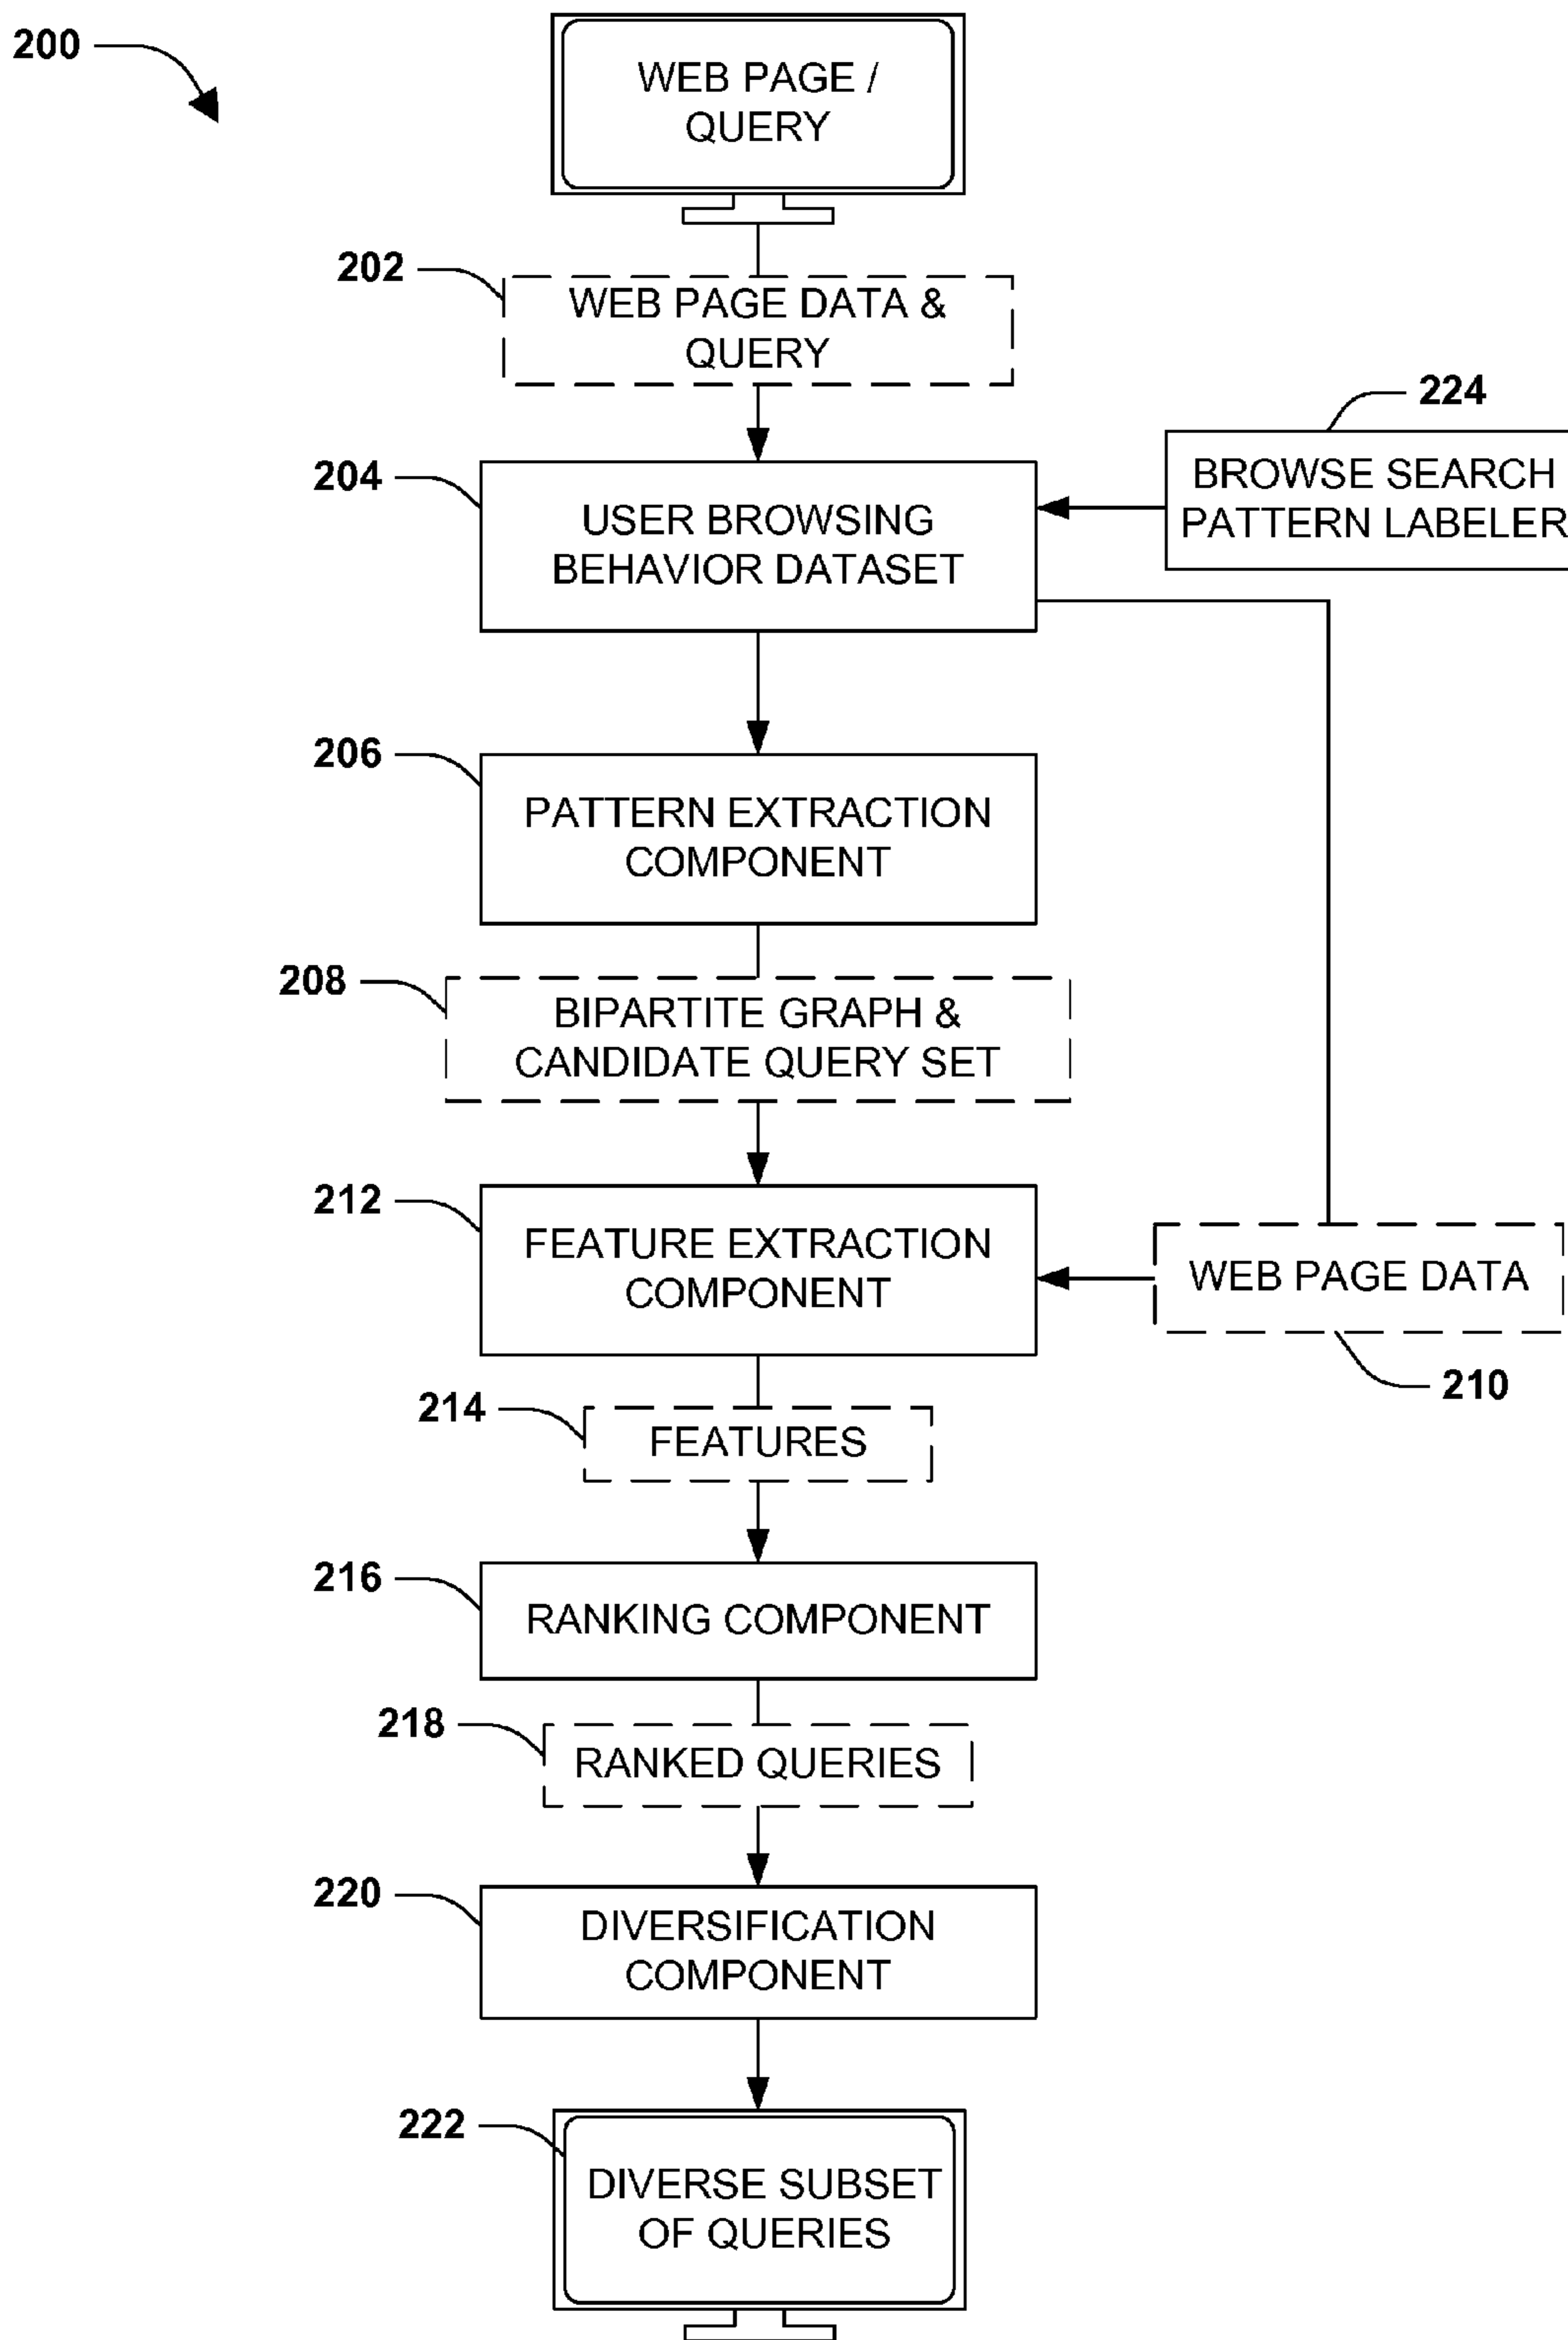 200
WEB PAGE /
QUERY
202
WEB PAGE DATA &
QUERY
224
BROWSE SEARCH
PATTERN LABELER
204
USER BROWSING
BEHAVIOR DATASET
206
PATTERN EXTRACTION
COMPONENT
208
BIPARTITE GRAPH &
CANDIDATE QUERY SET
212
FEATURE EXTRACTION
COMPONENT
WEB PAGE DATA
210
214
FEATURES
216
RANKING COMPONENT
218
RANKED QUERIES
220
DIVERSIFICATION
COMPONENT
222
DIVERSE SUBSET
OF QUERIES